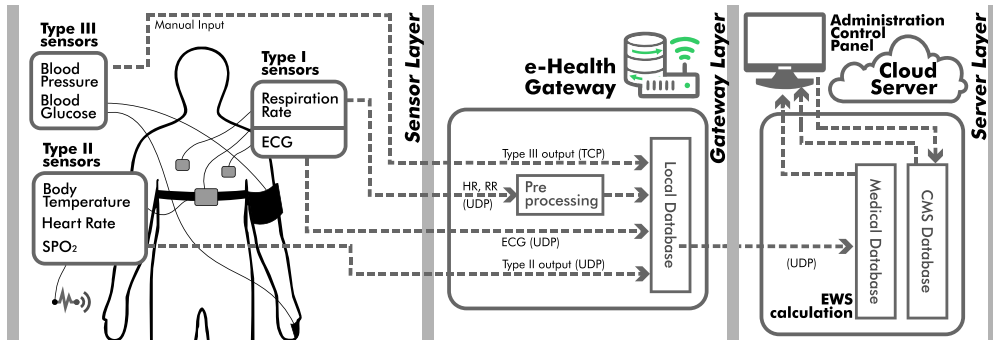 Type III
sensors
Blood
Pressure
Blood
Glucose
Type II
sensors
Body
Temperature
Heart Rate
SPO2
Manual Input
Type I
sensors
Respiration
Rate
ECG
Sensor Layer
e-Health
Gateway
Type III output (TCP)
HR, RR
(UDP)
Pre
processing
ECG (UDP)
Type II output (UDP)
Local Database
Gateway Layer
Administration
Control
Panel
Cloud
Server
(UDP)
Medical Database
CMS Database
EWS
calculation
Server Layer